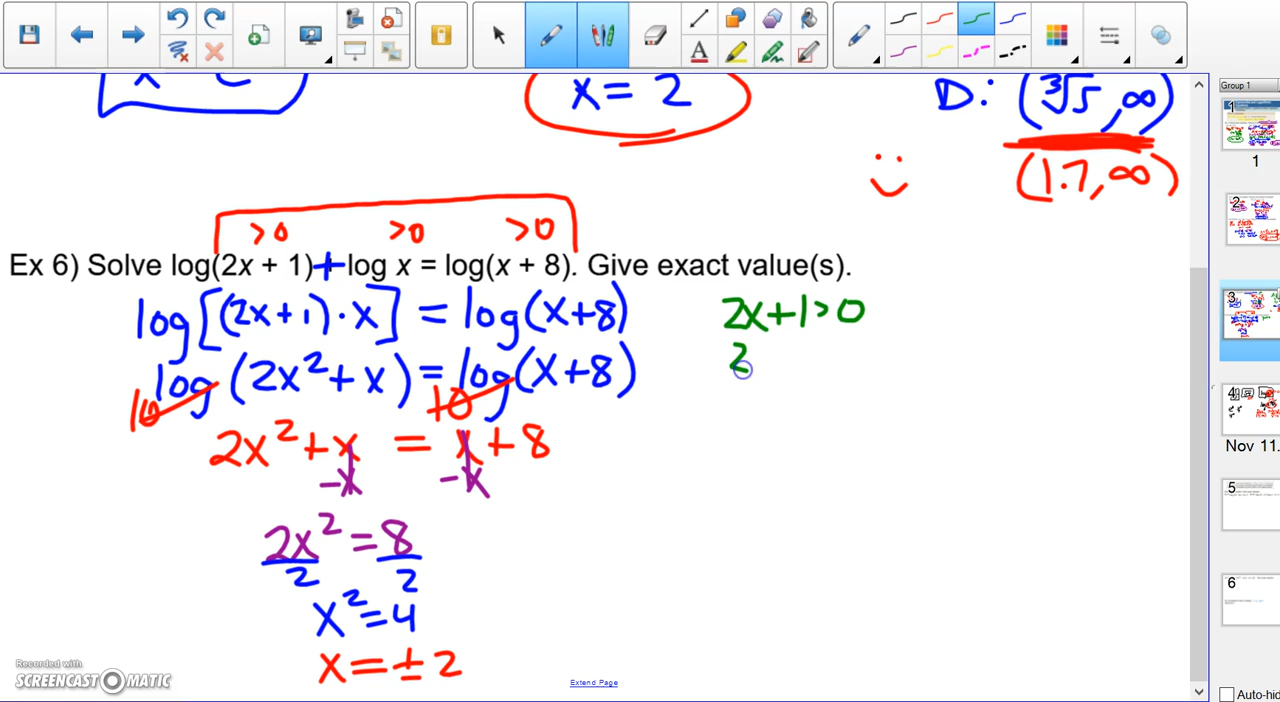 x = 2
D: (∛5, ∞)
(1.7, ∞)
>0 >0 >0
Ex 6) Solve log(2x + 1) + log x = log(x + 8). Give exact value(s).
log[(2x+1)·x] = log(x+8)
2x+1>0
log(2x²+x) = log(x+8)
2
10 10
2x²+x = x+8
-x -x
2x² = 8
2 2
x² = 4
x = ±2
Extend Page
Recorded with
SCREENCAST-O-MATIC
Group 1
1
1
2
3
4
Nov 11.
5
6
Auto-hid